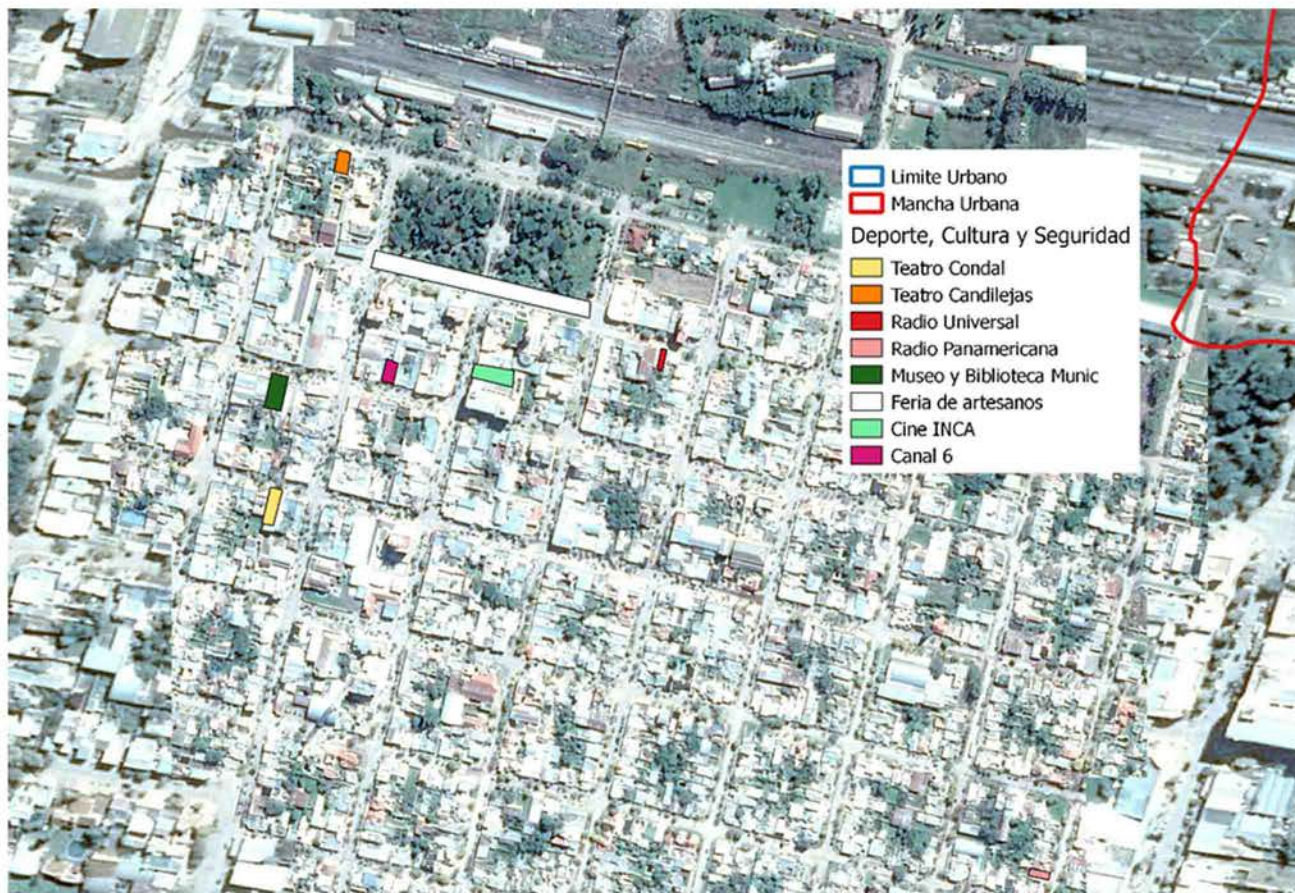 Limite Urbano
Mancha Urbana
Deporte, Cultura y Seguridad
Teatro Condal
Teatro Candilejas
Radio Universal
Radio Panamericana
Museo y Biblioteca Munic
Feria de artesanos
Cine INCA
Canal 6